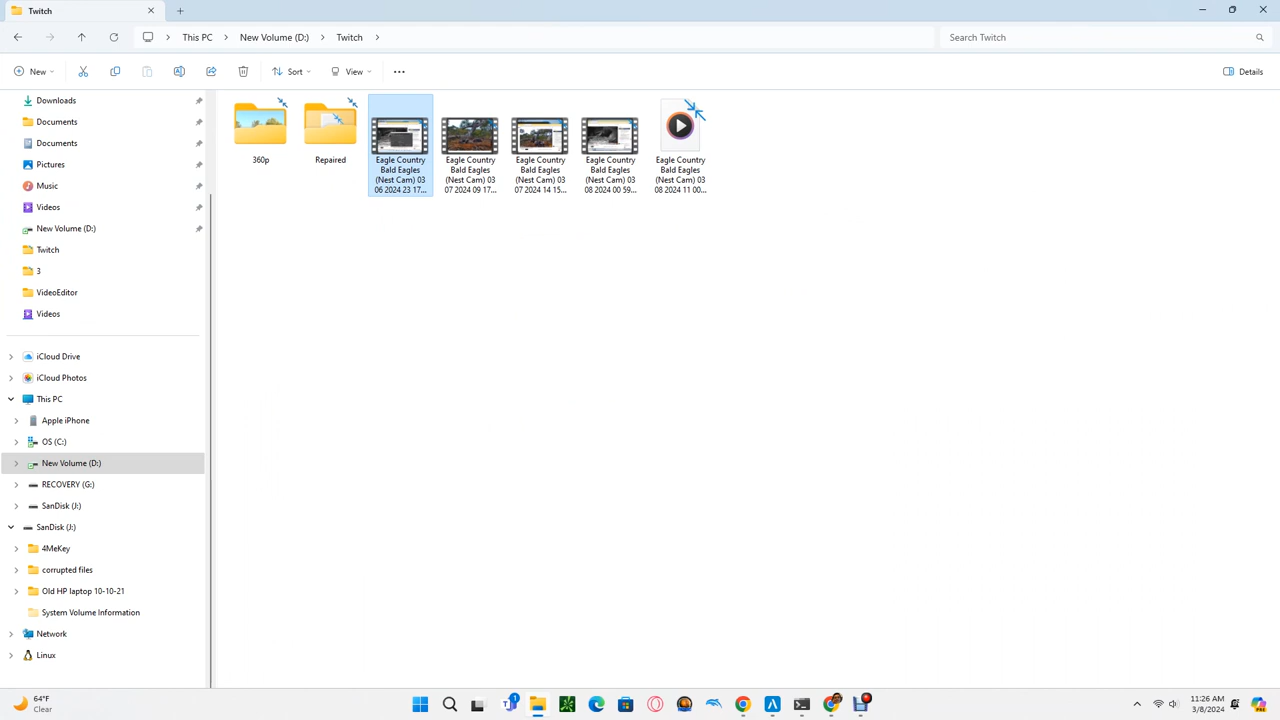 Twitch
This PC
New Volume (D:)
Twitch
Search Twitch
New
Sort
View
Details
Downloads
Documents
Documents
Pictures
Music
Videos
New Volume (D:)
Twitch
3
VideoEditor
Videos
iCloud Drive
iCloud Photos
This PC
Apple iPhone
OS (C:)
New Volume (D:)
RECOVERY (G:)
SanDisk (J:)
SanDisk (J:)
4MeKey
corrupted files
Old HP laptop 10-10-21
System Volume Information
Network
Linux
360p
Repaired
Eagle Country
Bald Eagles
(Nest Cam) 03
06 2024 23 17...
Eagle Country
Bald Eagles
(Nest Cam) 03
07 2024 09 17...
Eagle Country
Bald Eagles
(Nest Cam) 03
07 2024 14 15...
Eagle Country
Bald Eagles
(Nest Cam) 03
08 2024 00 59...
Eagle Country
Bald Eagles
(Nest Cam) 03
08 2024 11 00...
64°F
Clear
1
11:26 AM
3/8/2024